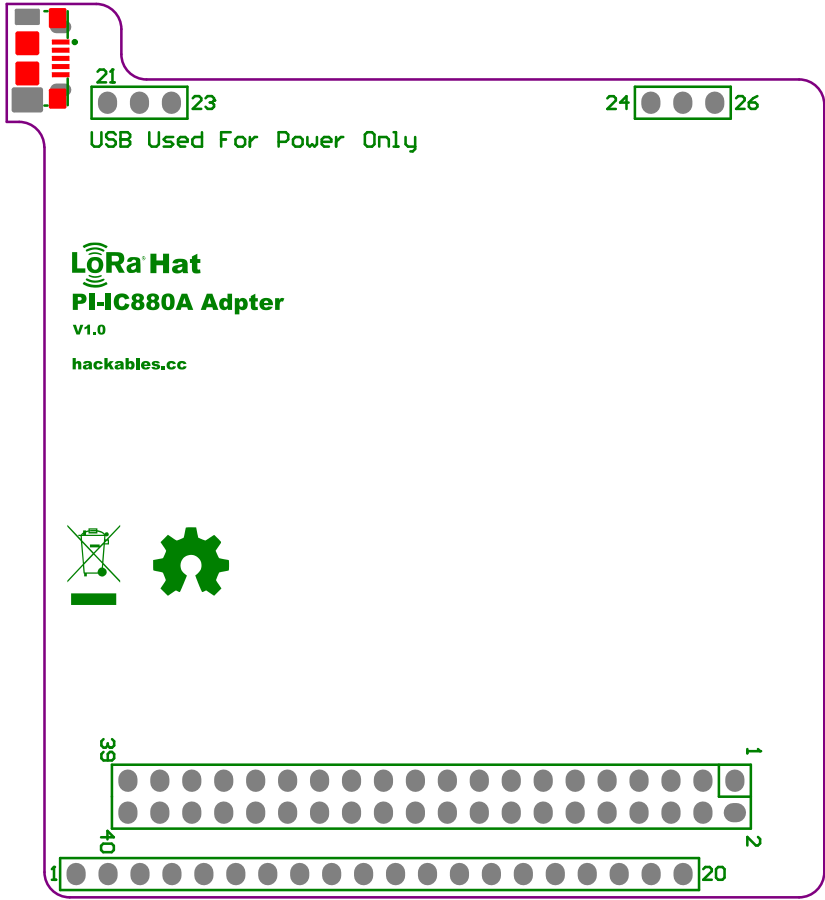 21
23
24
26
USB Used For Power Only
LoRa® Hat
PI-IC880A Adpter
V1.0
hackables.cc
39
1
40
2
1
20